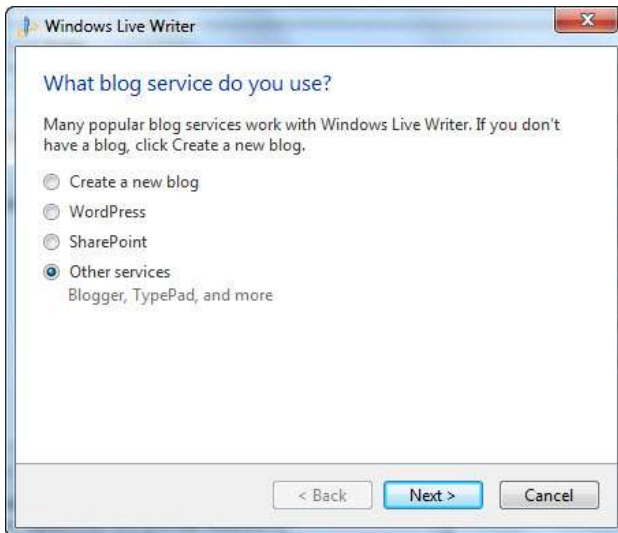 Windows Live Writer
What blog service do you use?
Many popular blog services work with Windows Live Writer. If you don't
have a blog, click Create a new blog.
Create a new blog
WordPress
SharePoint
Other services
Blogger, TypePad, and more
< Back Next > Cancel